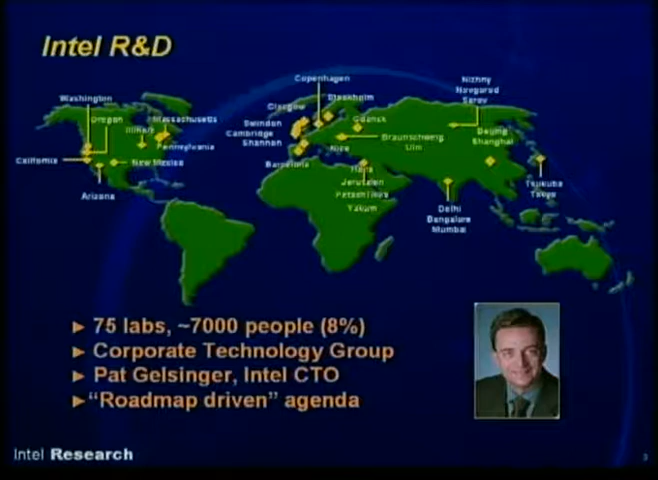 Intel R&D
Washington
Oregon
Illinois
Massachusetts
Pennsylvania
California
New Mexico
Arizona
Copenhagen
Stockholm
Glasgow
Swindon
Cambridge
Shannon
Gdansk
Braunschweig
Ulm
Nice
Barcelona
Haifa
Jerusalem
Yakum
Nizhny
Novgorod
Sarov
Beijing
Shanghai
Tsukuba
Tokyo
Delhi
Bangalore
Mumbai
► 75 labs, ~7000 people (8%)
► Corporate Technology Group
► Pat Gelsinger, Intel CTO
► “Roadmap driven” agenda
Intel Research
3